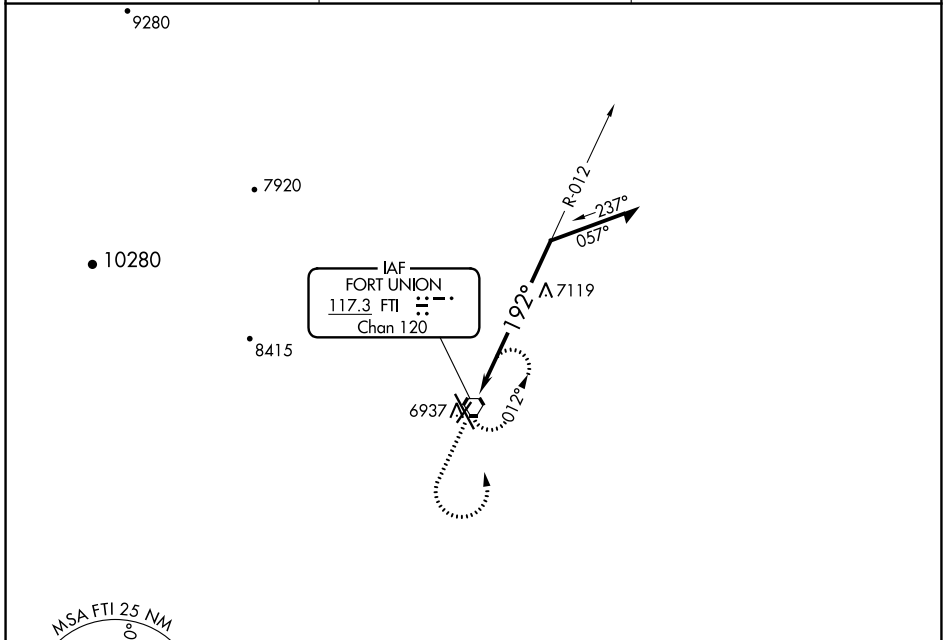 9280
7920
R-012
237°
057°
10280
IAF
FORT UNION
117.3 FTI
Chan 120
192°
7119
8415
6937
012°
MSA FTI 25 NM
0°